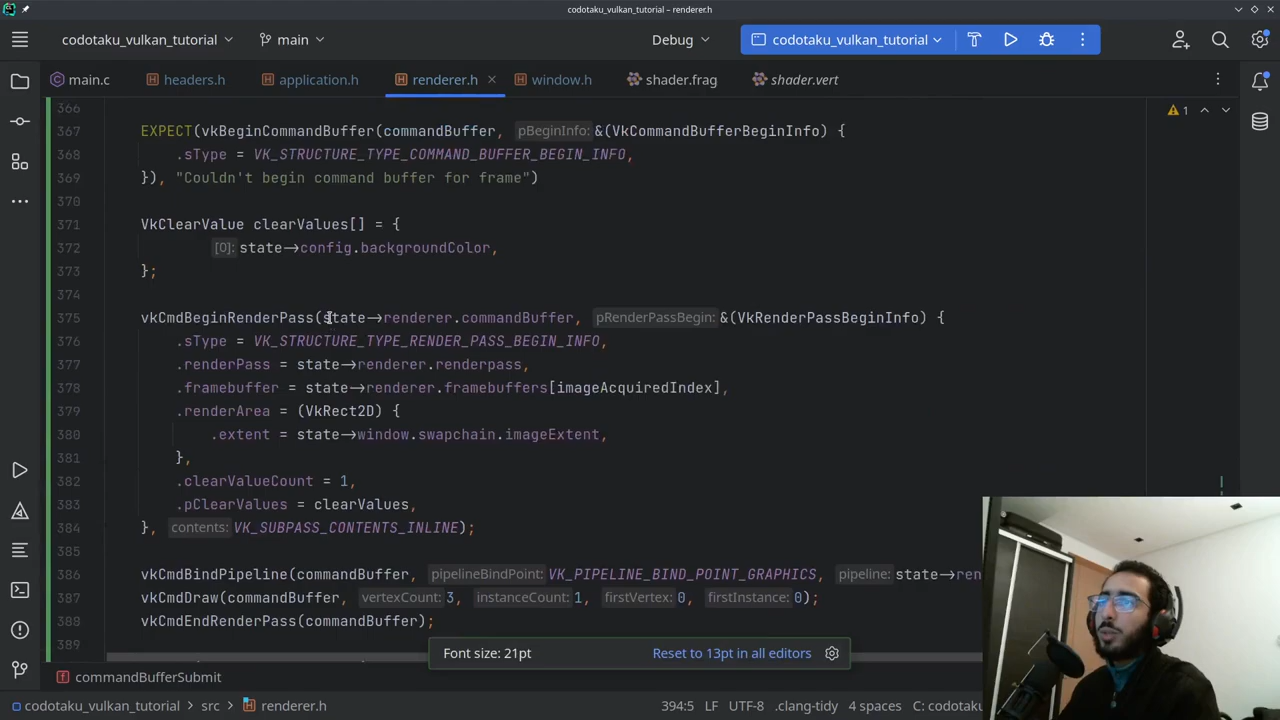 codotaku_vulkan_tutorial – renderer.h
codotaku_vulkan_tutorial main Debug codotaku_vulkan_tutorial
main.c headers.h application.h renderer.h window.h shader.frag shader.vert
366
367 EXPECT(vkBeginCommandBuffer(commandBuffer, pBeginInfo: &(VkCommandBufferBeginInfo) { 1
368 .sType = VK_STRUCTURE_TYPE_COMMAND_BUFFER_BEGIN_INFO,
369 }), "Couldn't begin command buffer for frame")
370
371 VkClearValue clearValues[] = {
372 [0]: state->config.backgroundColor,
373 };
374
375 vkCmdBeginRenderPass(state->renderer.commandBuffer, pRenderPassBegin: &(VkRenderPassBeginInfo) {
376 .sType = VK_STRUCTURE_TYPE_RENDER_PASS_BEGIN_INFO,
377 .renderPass = state->renderer.renderpass,
378 .framebuffer = state->renderer.framebuffers[imageAcquiredIndex],
379 .renderArea = (VkRect2D) {
380 .extent = state->window.swapchain.imageExtent,
381 },
382 .clearValueCount = 1,
383 .pClearValues = clearValues,
384 }, contents: VK_SUBPASS_CONTENTS_INLINE);
385
386 vkCmdBindPipeline(commandBuffer, pipelineBindPoint: VK_PIPELINE_BIND_POINT_GRAPHICS, pipeline: state->ren
387 vkCmdDraw(commandBuffer, vertexCount: 3, instanceCount: 1, firstVertex: 0, firstInstance: 0);
388 vkCmdEndRenderPass(commandBuffer);
389
Font size: 21pt Reset to 13pt in all editors
f commandBufferSubmit
codotaku_vulkan_tutorial > src > renderer.h 394:5 LF UTF-8 .clang-tidy 4 spaces C: codotaku